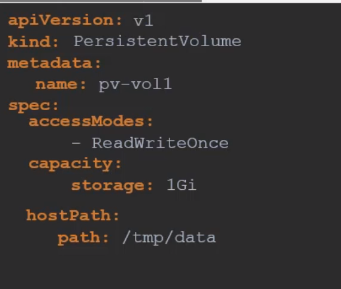 apiVersion: v1
kind: PersistentVolume
metadata:
name: pv-vol1
spec:
accessModes:
- ReadWriteOnce
capacity:
storage: 1Gi
hostPath:
path: /tmp/data